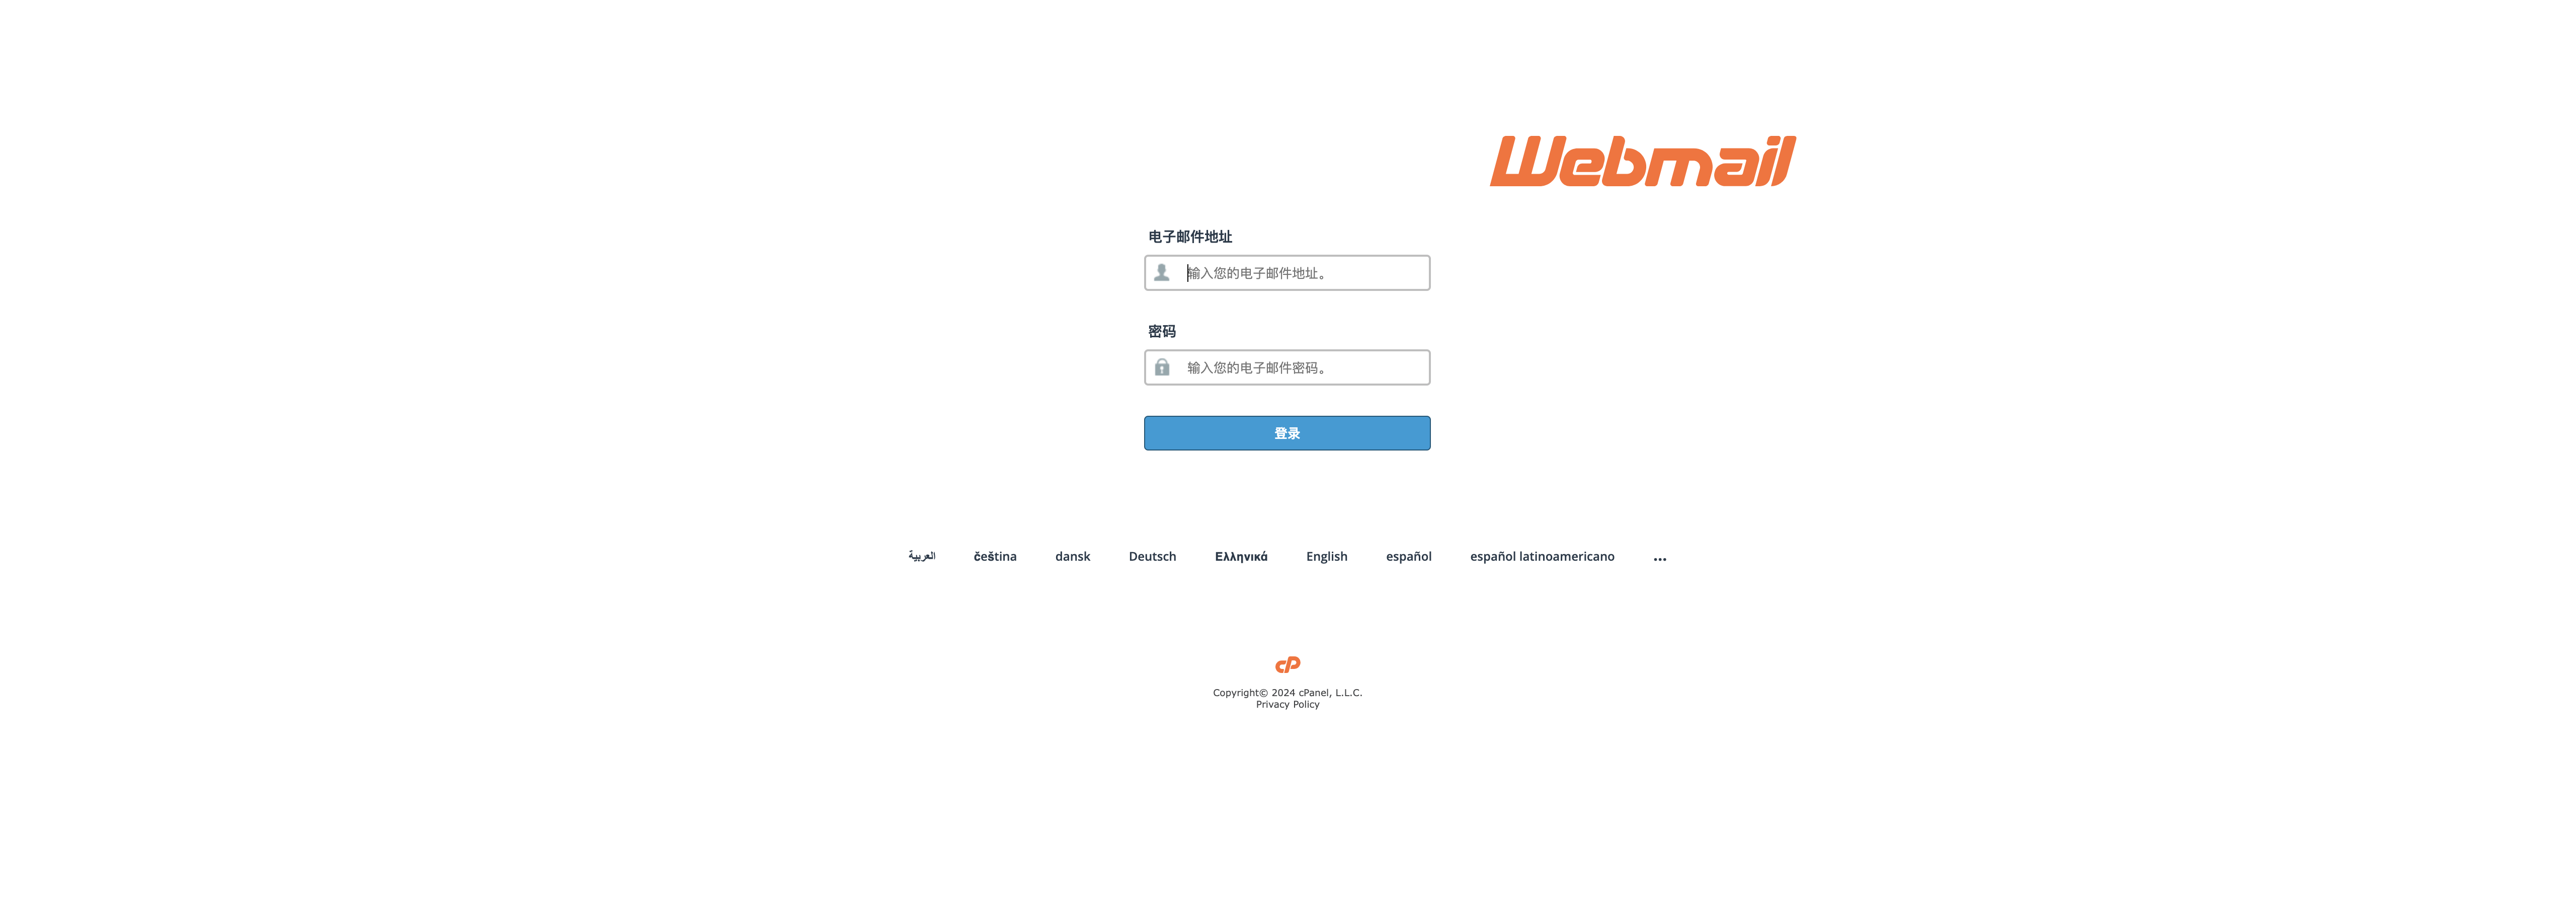 Webmail
电子邮件地址
输入您的电子邮件地址。
密码
输入您的电子邮件密码。
登录
العربية čeština dansk Deutsch Ελληνικά English español español latinoamericano ...
cP
Copyright© 2024 cPanel, L.L.C.
Privacy Policy